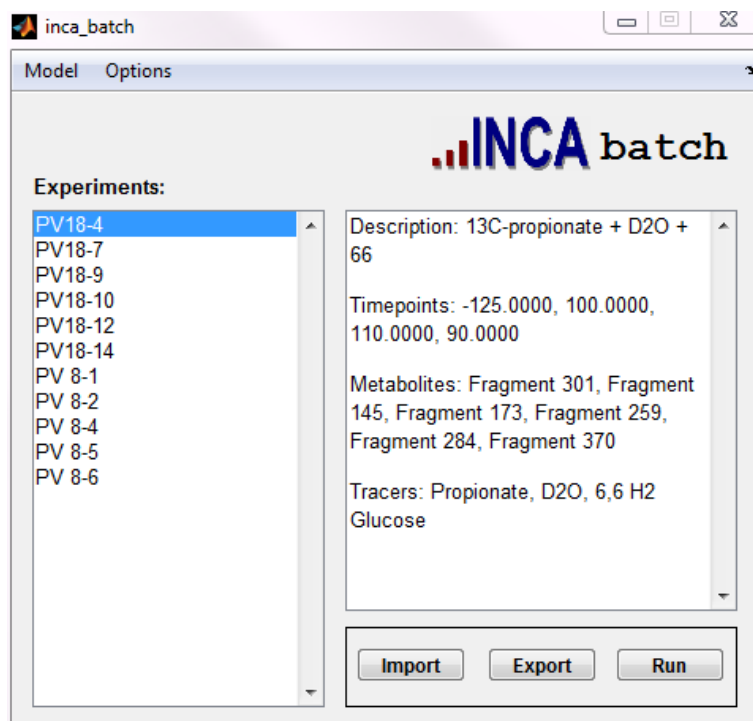 inca_batch
Model Options
INCA batch
Experiments:
PV18-4
PV18-7
PV18-9
PV18-10
PV18-12
PV18-14
PV 8-1
PV 8-2
PV 8-4
PV 8-5
PV 8-6
Description: 13C-propionate + D2O +
66
Timepoints: -125.0000, 100.0000,
110.0000, 90.0000
Metabolites: Fragment 301, Fragment
145, Fragment 173, Fragment 259,
Fragment 284, Fragment 370
Tracers: Propionate, D2O, 6,6 H2
Glucose
Import Export Run